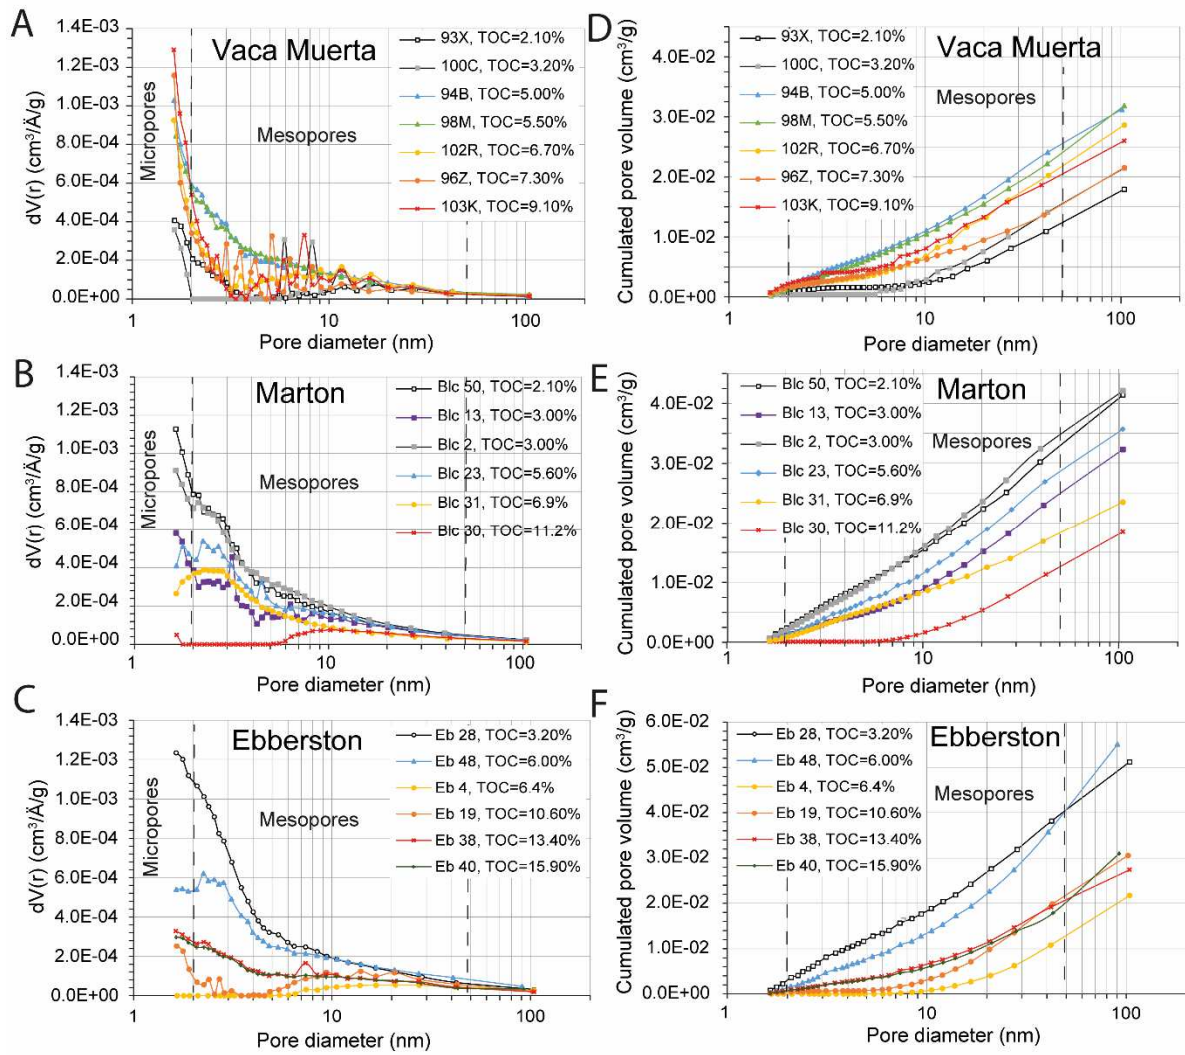 A
Vaca Muerta
dV(r) (cm³/Å/g)
1.4E-03
1.2E-03
1.0E-03
8.0E-04
6.0E-04
4.0E-04
2.0E-04
0.0E+00
Micropores
Mesopores
93X, TOC=2.10%
100C, TOC=3.20%
94B, TOC=5.00%
98M, TOC=5.50%
102R, TOC=6.70%
96Z, TOC=7.30%
103K, TOC=9.10%
1 10 100
Pore diameter (nm)
D
Vaca Muerta
Cumulated pore volume (cm³/g)
4.0E-02
3.0E-02
2.0E-02
1.0E-02
0.0E+00
93X, TOC=2.10%
100C, TOC=3.20%
94B, TOC=5.00%
98M, TOC=5.50%
102R, TOC=6.70%
96Z, TOC=7.30%
103K, TOC=9.10%
Mesopores
1 10 100
Pore diameter (nm)
B
Marton
dV(r) (cm³/Å/g)
1.4E-03
1.2E-03
1.0E-03
8.0E-04
6.0E-04
4.0E-04
2.0E-04
0.0E+00
Micropores
Mesopores
Blc 50, TOC=2.10%
Blc 13, TOC=3.00%
Blc 2, TOC=3.00%
Blc 23, TOC=5.60%
Blc 31, TOC=6.9%
Blc 30, TOC=11.2%
1 10 100
Pore diameter (nm)
E
Marton
Cumulated pore volume (cm³/g)
4.0E-02
3.0E-02
2.0E-02
1.0E-02
0.0E+00
Blc 50, TOC=2.10%
Blc 13, TOC=3.00%
Blc 2, TOC=3.00%
Blc 23, TOC=5.60%
Blc 31, TOC=6.9%
Blc 30, TOC=11.2%
Mesopores
1 10 100
Pore diameter (nm)
C
Ebberston
dV(r) (cm³/Å/g)
1.4E-03
1.2E-03
1.0E-03
8.0E-04
6.0E-04
4.0E-04
2.0E-04
0.0E+00
Micropores
Mesopores
Eb 28, TOC=3.20%
Eb 48, TOC=6.00%
Eb 4, TOC=6.4%
Eb 19, TOC=10.60%
Eb 38, TOC=13.40%
Eb 40, TOC=15.90%
1 10 100
Pore diameter (nm)
F
Ebberston
Cumulated pore volume (cm³/g)
6.0E-02
5.0E-02
4.0E-02
3.0E-02
2.0E-02
1.0E-02
0.0E+00
Eb 28, TOC=3.20%
Eb 48, TOC=6.00%
Eb 4, TOC=6.4%
Eb 19, TOC=10.60%
Eb 38, TOC=13.40%
Eb 40, TOC=15.90%
Mesopores
1 10 100
Pore diameter (nm)